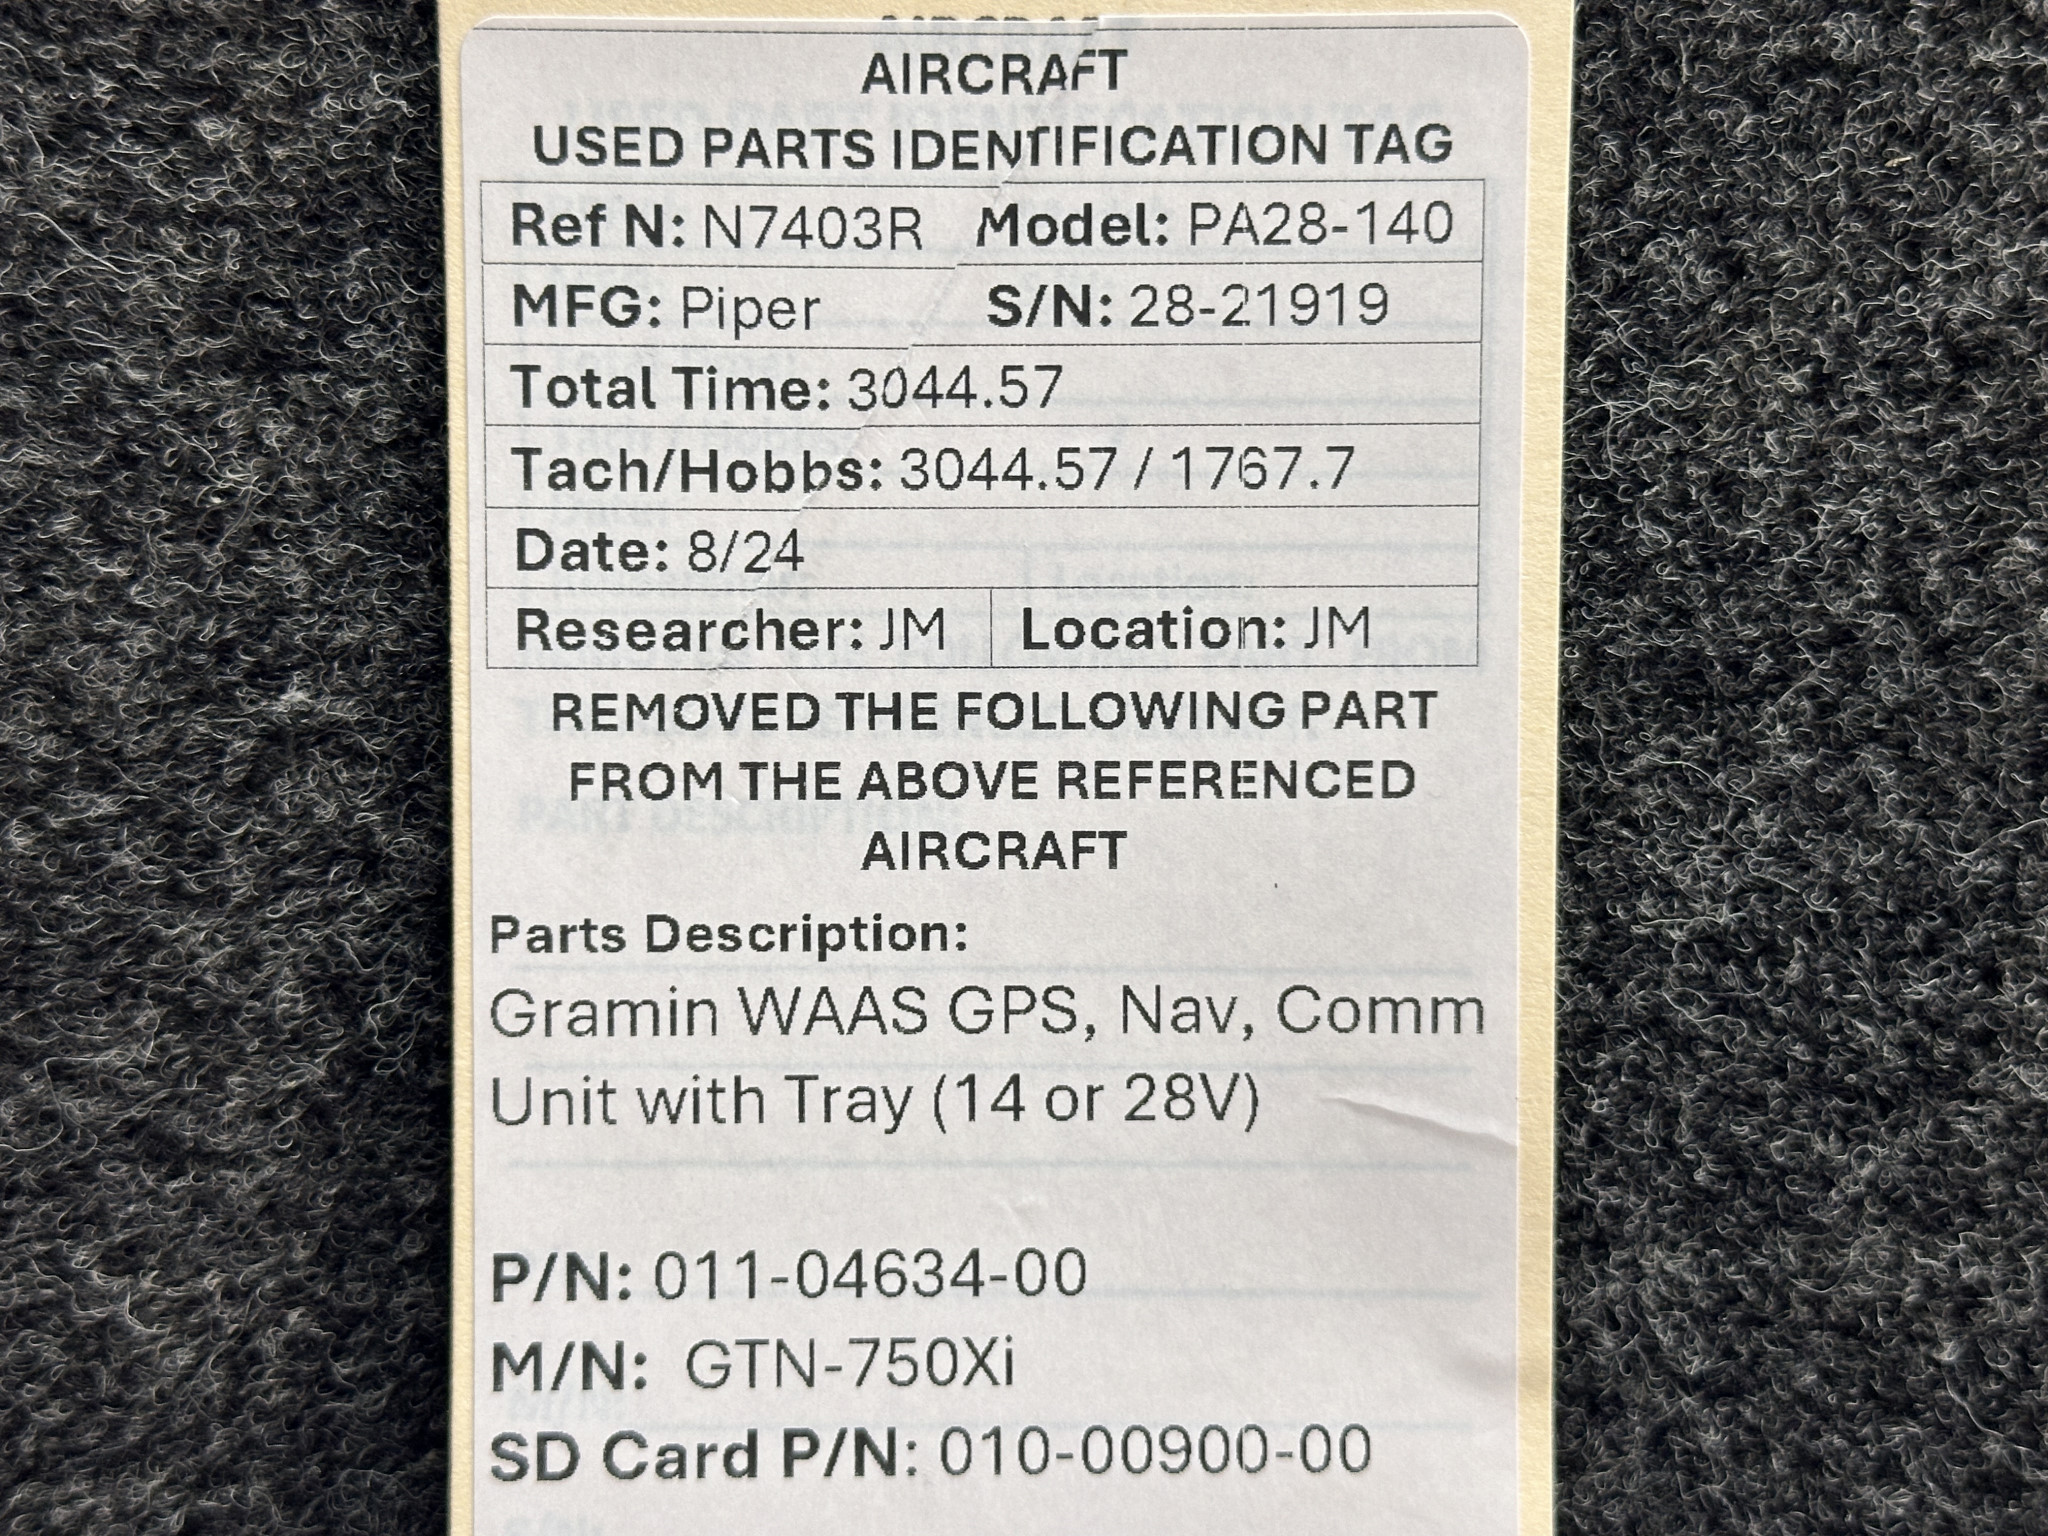 AIRCRAFT
USED PARTS IDENTIFICATION TAG
Ref N: N7403R Model: PA28-140
MFG: Piper S/N: 28-21919
Total Time: 3044.57
Tach/Hobbs: 3044.57 / 1767.7
Date: 8/24
Researcher: JM Location: JM
REMOVED THE FOLLOWING PART
FROM THE ABOVE REFERENCED
AIRCRAFT
Parts Description:
Gramin WAAS GPS, Nav, Comm
Unit with Tray (14 or 28V)
P/N: 011-04634-00
M/N: GTN-750Xi
SD Card P/N: 010-00900-00